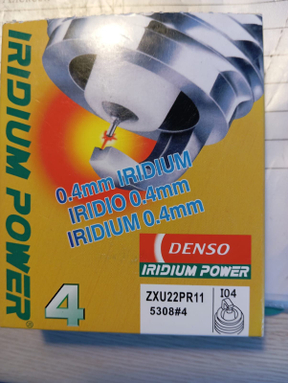 IRIDIUM POWER®
4
0.4mm IRIDIUM
IRIDIO 0.4mm
IRIDIUM 0.4mm
DENSO
IRIDIUM POWER
ZXU22PR11
5308#4
I04